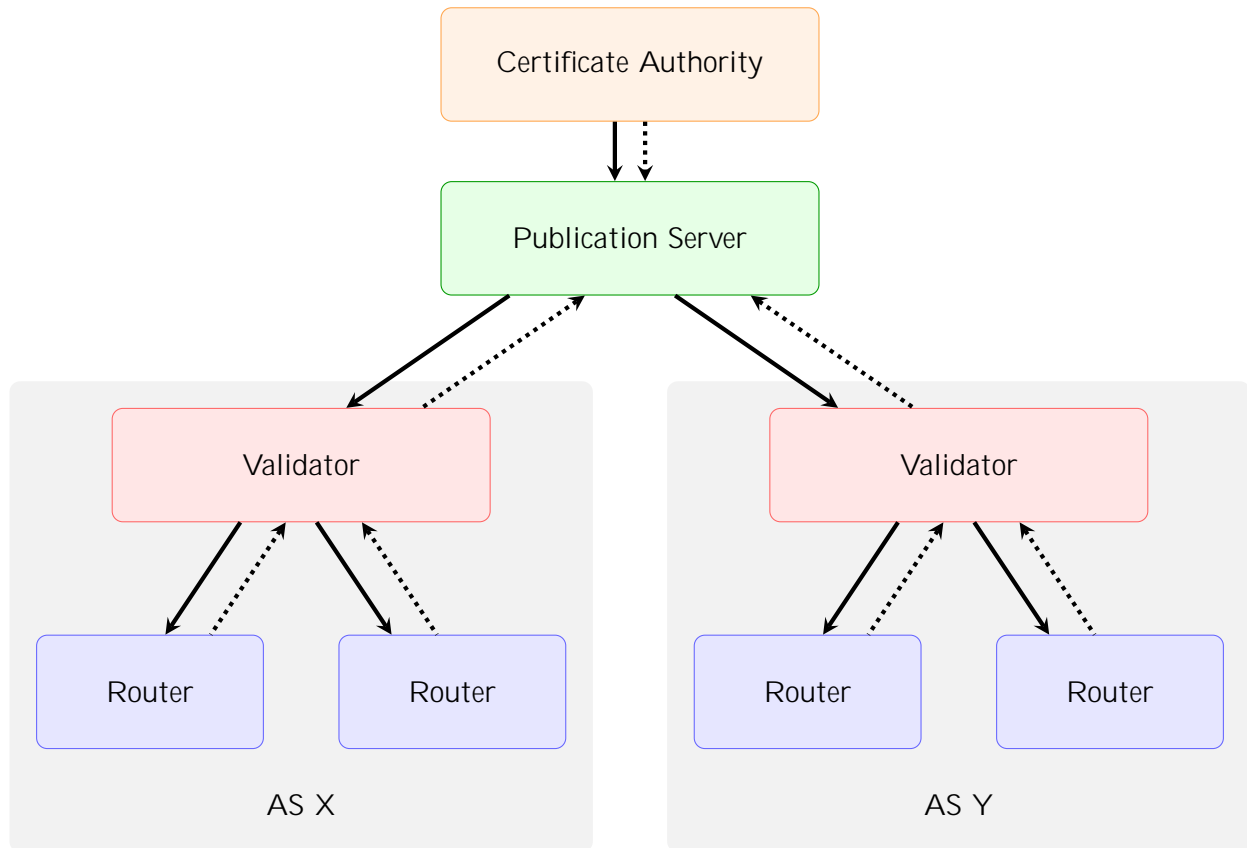 Certificate Authority
Publication Server
Validator
Validator
Router
Router
Router
Router
AS X
AS Y